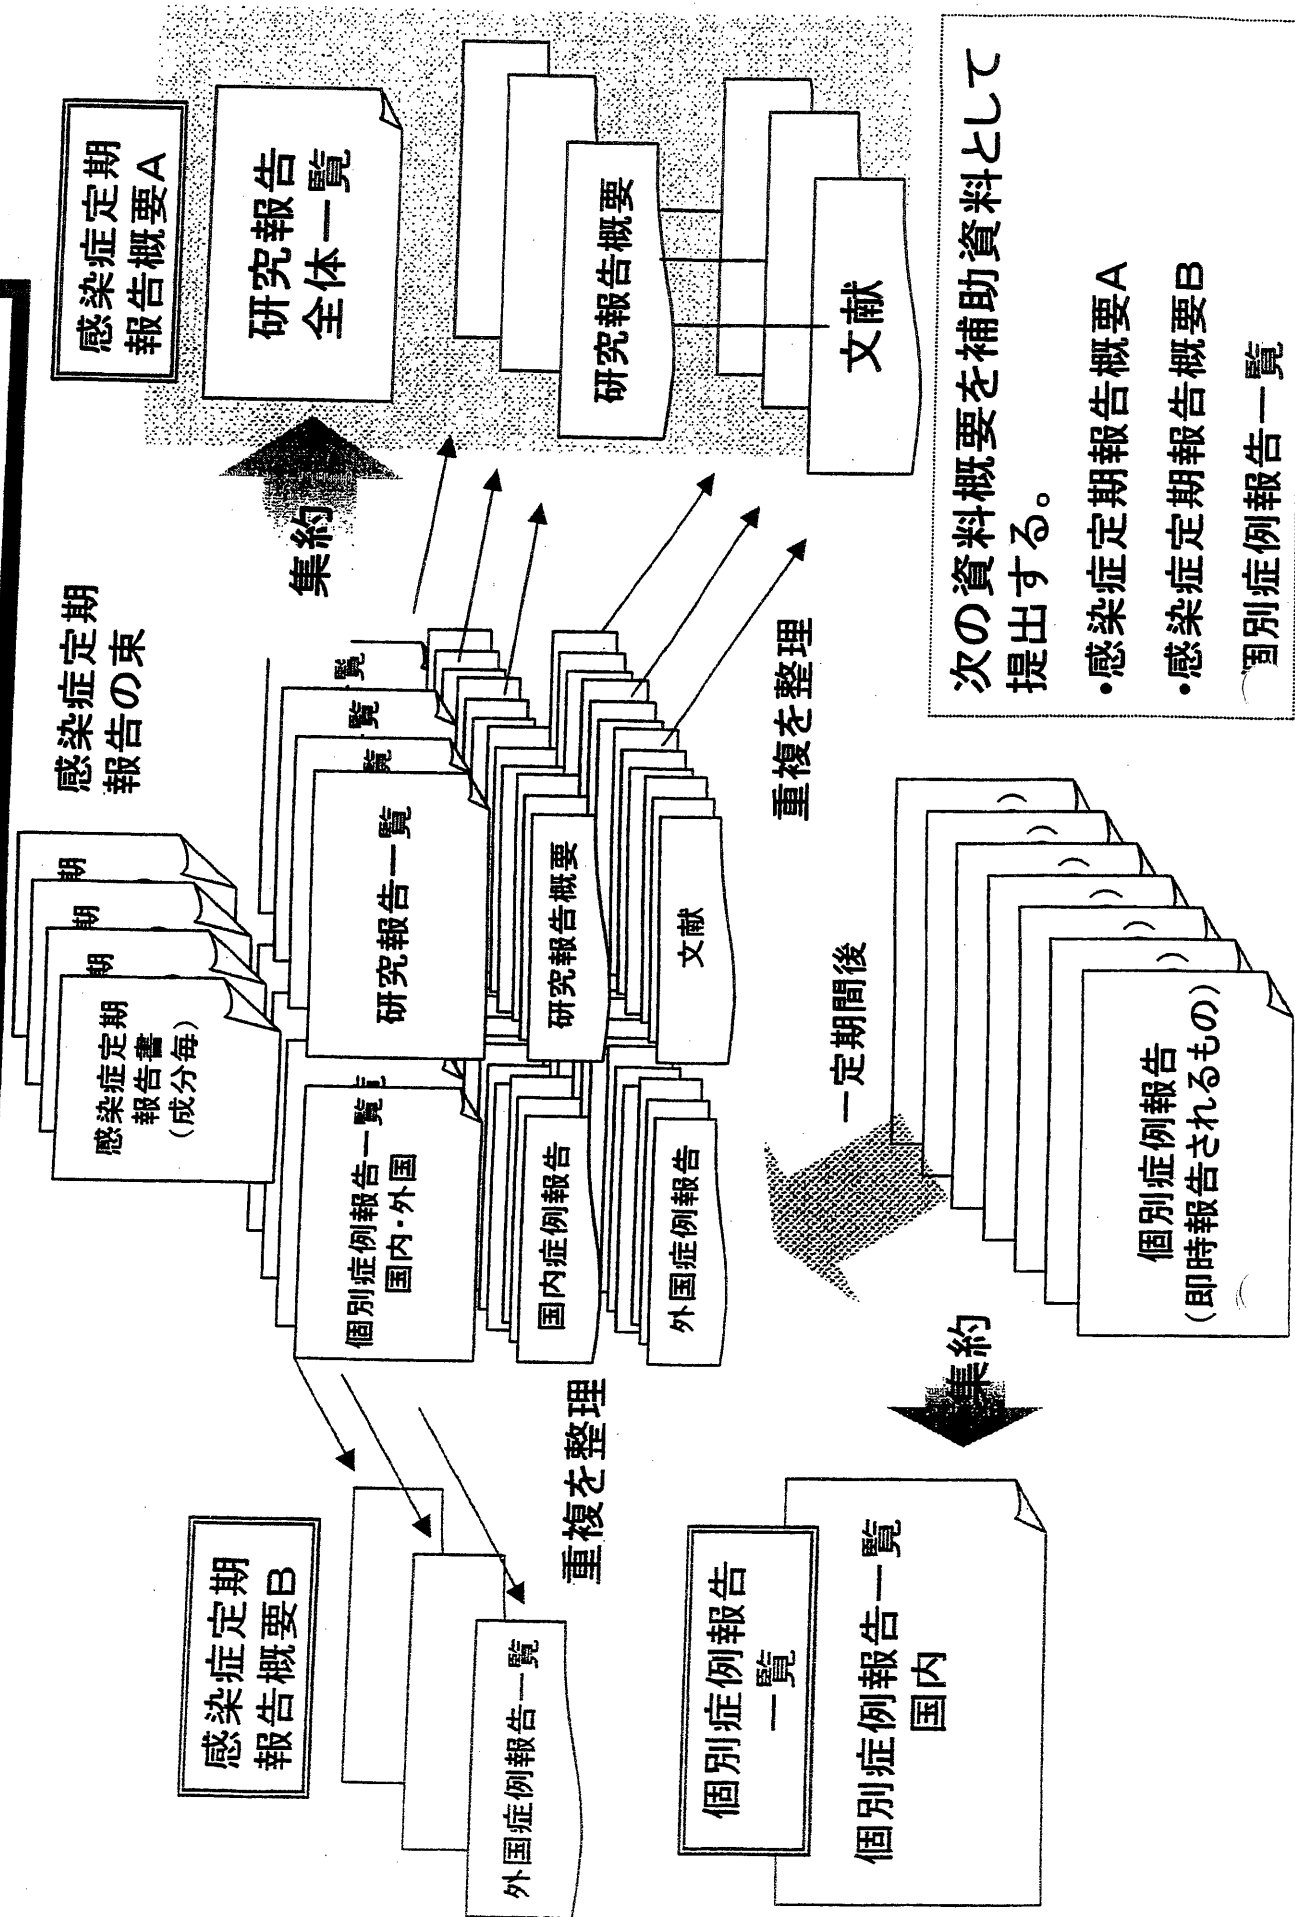 感染症定期
報告概要B
外国症例報告一覧
個別症例報告
一覧
個別症例報告一覧
国内
重複を整理
集約
感染症定期
報告書
(成分毎)
期
期
期
感染症定期
報告の束
個別症例報告一覧
国内・外国
国内症例報告
外国症例報告
研究報告一覧
覧
一覧
一覧
研究報告概要
文献
一定期間後
個別症例報告
(即時報告されるもの)
重複を整理
集約
感染症定期
報告概要A
研究報告
全体一覧
研究報告概要
文献
次の資料概要を補助資料として
提出する。
・感染症定期報告概要A
・感染症定期報告概要B
個別症例報告一覧